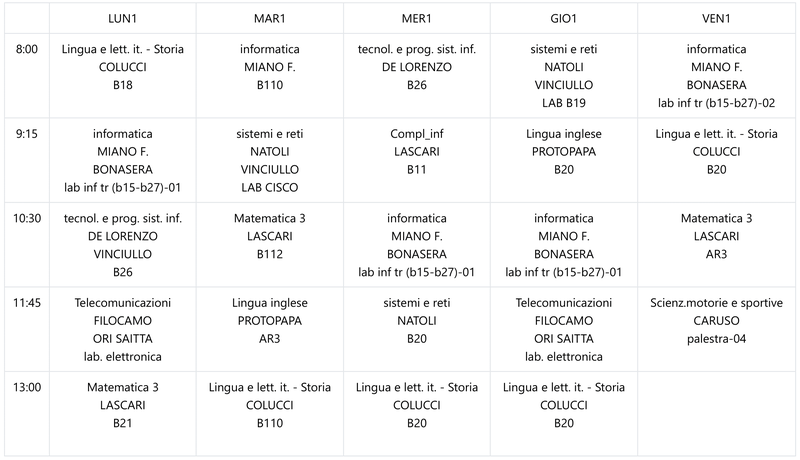 LUN1 MAR1 MER1 GIO1 VEN1
8:00
Lingua e lett. it. - Storia
COLUCCI
B18
informatica
MIANO F.
B110
tecnol. e prog. sist. inf.
DE LORENZO
B26
sistemi e reti
NATOLI
VINCIULLO
LAB B19
informatica
MIANO F.
BONASERA
lab inf tr (b15-b27)-02
9:15
informatica
MIANO F.
BONASERA
lab inf tr (b15-b27)-01
sistemi e reti
NATOLI
VINCIULLO
LAB CISCO
Compl_inf
LASCARI
B11
Lingua inglese
PROTOPAPA
B20
Lingua e lett. it. - Storia
COLUCCI
B20
10:30
tecnol. e prog. sist. inf.
DE LORENZO
VINCIULLO
B26
Matematica 3
LASCARI
B112
informatica
MIANO F.
BONASERA
lab inf tr (b15-b27)-01
informatica
MIANO F.
BONASERA
lab inf tr (b15-b27)-01
Matematica 3
LASCARI
AR3
11:45
Telecomunicazioni
FILOCAMO
ORI SAITTA
lab. elettronica
Lingua inglese
PROTOPAPA
AR3
sistemi e reti
NATOLI
B20
Telecomunicazioni
FILOCAMO
ORI SAITTA
lab. elettronica
Scienz.motorie e sportive
CARUSO
palestra-04
13:00
Matematica 3
LASCARI
B21
Lingua e lett. it. - Storia
COLUCCI
B110
Lingua e lett. it. - Storia
COLUCCI
B20
Lingua e lett. it. - Storia
COLUCCI
B20